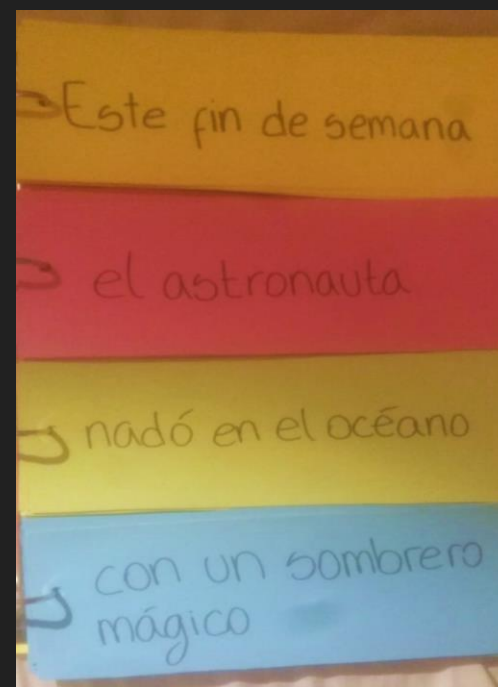 Este fin de semana
el astronauta
nadó en el océano
con un sombrero
mágico